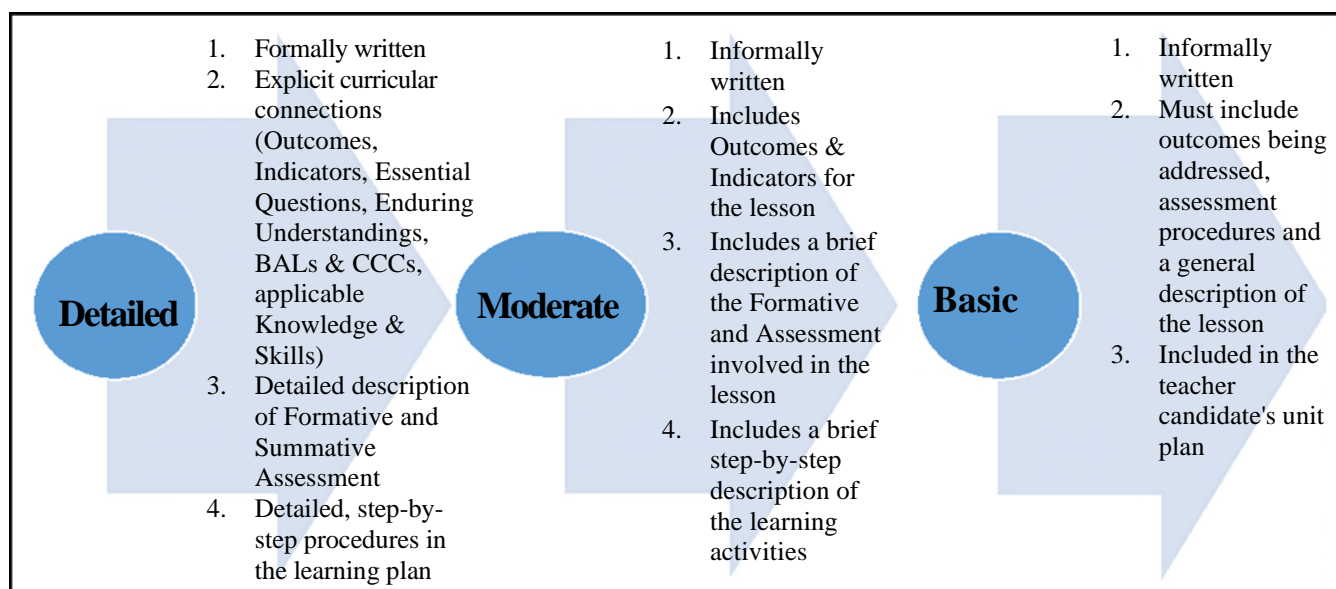 Detailed
1. Formally written
2. Explicit curricular
connections
(Outcomes,
Indicators, Essential
Questions, Enduring
Understandings,
BALs & CCCs,
applicable
Knowledge &
Skills)
3. Detailed description
of Formative and
Summative
Assessment
4. Detailed, step-by-
step procedures in
the learning plan
Moderate
1. Informally
written
2. Includes
Outcomes &
Indicators for
the lesson
3. Includes a brief
description of
the Formative
and Assessment
involved in the
lesson
4. Includes a brief
step-by-step
description of
the learning
activities
Basic
1. Informally
written
2. Must include
outcomes being
addressed,
assessment
procedures and
a general
description of
the lesson
3. Included in the
teacher
candidate's unit
plan